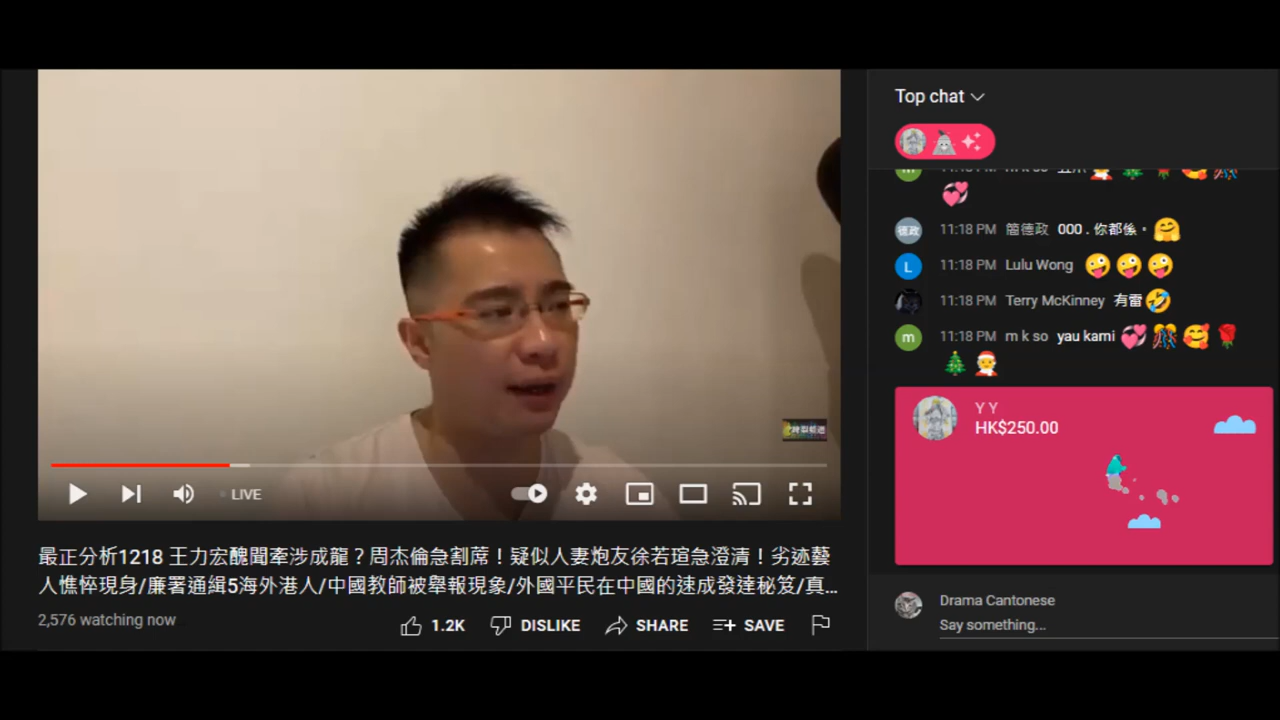 LIVE
最正分析1218 王力宏醜聞牽涉成龍？周杰倫急割蓆！疑似人妻炮友徐若瑄急澄清！劣迹藝
人憔悴現身/廉署通緝5海外港人/中國教師被舉報現象/外國平民在中國的速成發達秘笈/真...
2,576 watching now
1.2K
DISLIKE
SHARE
SAVE
Top chat
m
德政 11:18 PM 簡德政 000 . 你都係。
L 11:18 PM Lulu Wong
11:18 PM Terry McKinney 有雷
m 11:18 PM m k so yau kami
Y Y
HK$250.00
Drama Cantonese
Say something...